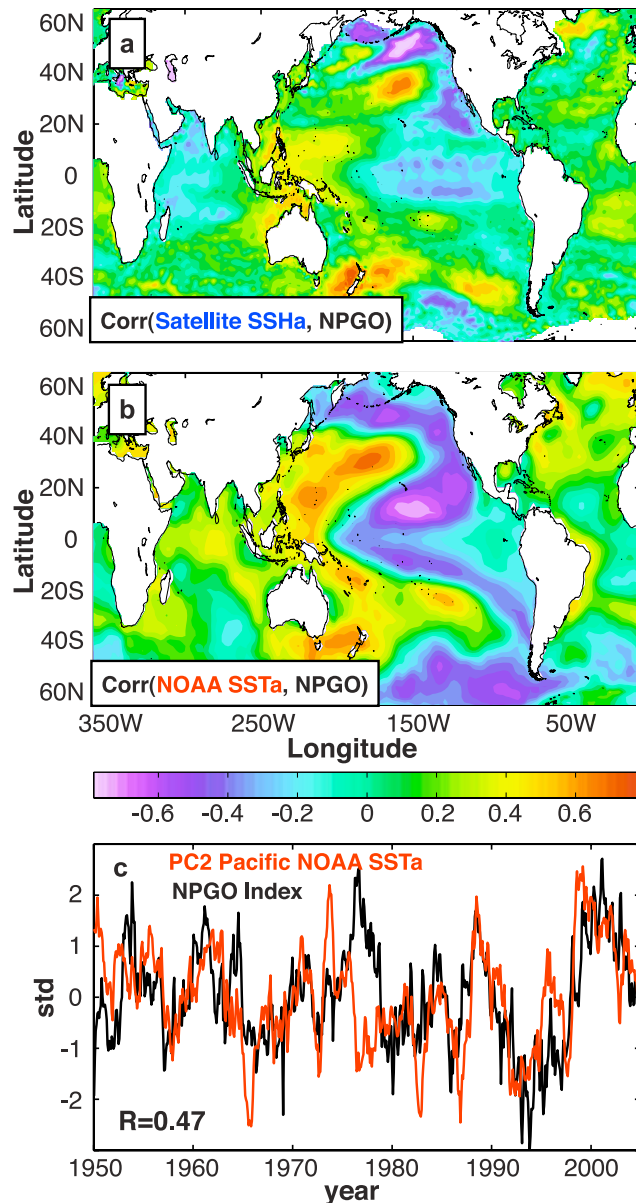 60N
a
40N
20N
0
20S
40S
60S
Latitude
Corr(Satellite SSHa, NPGO)
60N
b
40N
20N
0
20S
40S
60N
Latitude
Corr(NOAA SSTa, NPGO)
350W 250W 150W 50W
Longitude
-0.6 -0.4 -0.2 0 0.2 0.4 0.6
c
PC2 Pacific NOAA SSTa
NPGO Index
2
1
0
-1
-2
std
R=0.47
1950 1960 1970 1980 1990 2000
year